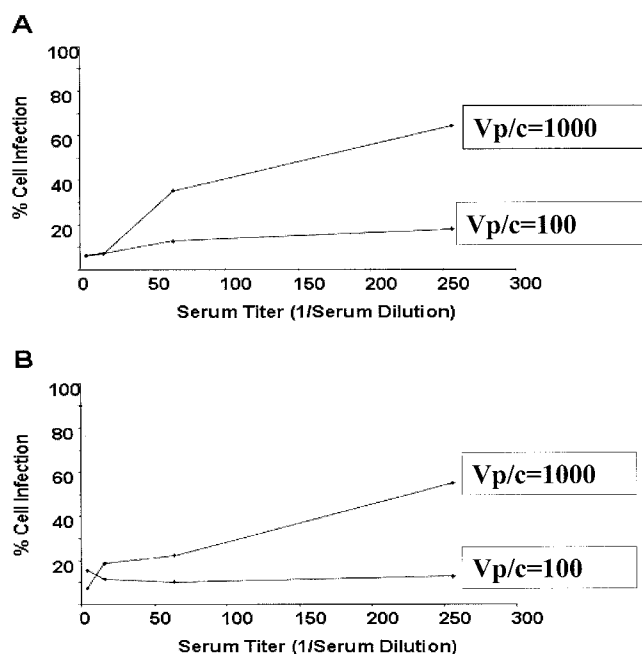 A
100
80
60
40
20
% Cell Infection
Vp/c=1000
Vp/c=100
0 50 100 150 200 250 300
Serum Titer (1/Serum Dilution)
B
100
80
60
40
20
% Cell Infection
Vp/c=1000
Vp/c=100
0 50 100 150 200 250 300
Serum Titer (1/Serum Dilution)